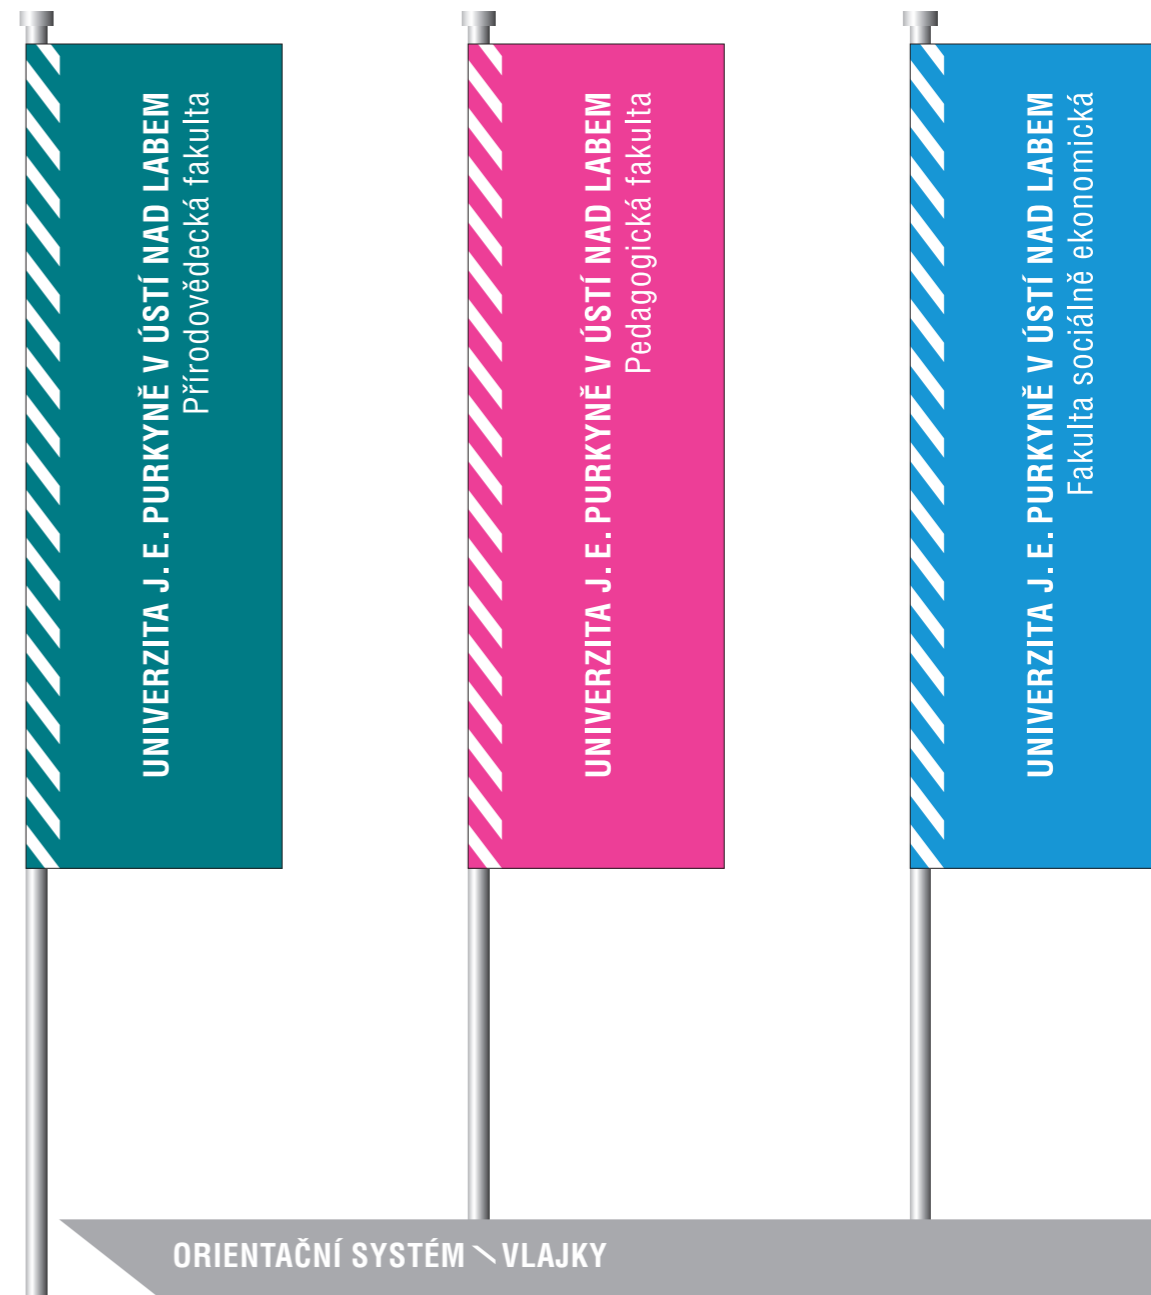 UNIVERZITA J. E. PURKYNĚ V ÚSTÍ NAD LABEM
Přírodovědecká fakulta
UNIVERZITA J. E. PURKYNĚ V ÚSTÍ NAD LABEM
Pedagogická fakulta
UNIVERZITA J. E. PURKYNĚ V ÚSTÍ NAD LABEM
Fakulta sociálně ekonomická
ORIENTAČNÍ SYSTÉM \ VLAJKY